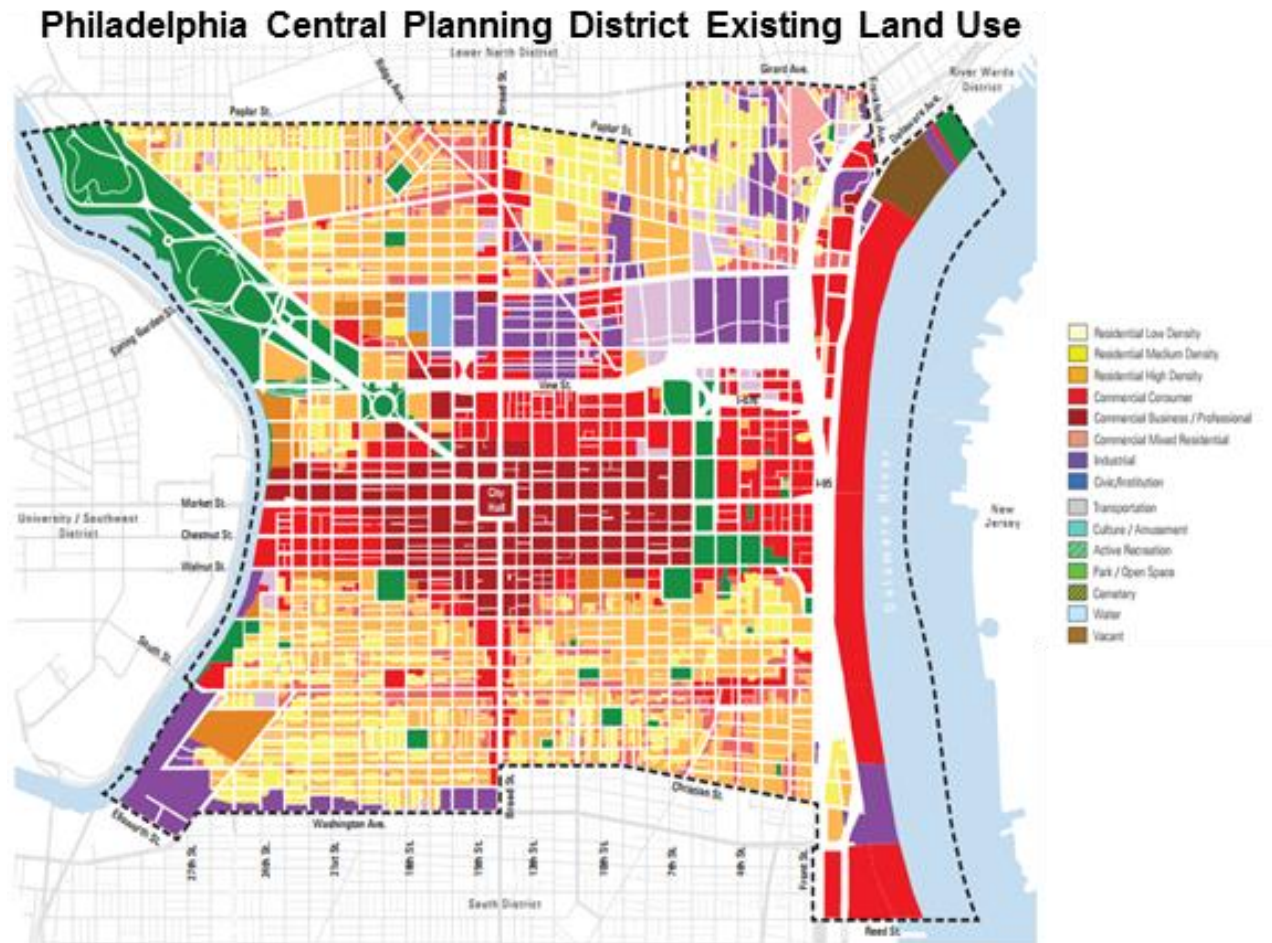 Philadelphia Central Planning District Existing Land Use
Lower North District
River Wards
District
Girard Ave.
Ridge Ave.
Broad St.
Front Ave.
Delaware Ave.
Poplar St.
Poplar St.
Spring Garden St.
Vine St.
I-676
City
Hall
I-95
Market St.
Chestnut St.
Walnut St.
University / Southwest
District
New
Jersey
Delaware River
South St.
Ellsworth St.
Washington Ave.
Broad St.
Christian St.
27th St.
21st St.
18th St.
15th St.
10th St.
7th St.
4th St.
Front St.
South District
Reed St.
Residential Low Density
Residential Medium Density
Residential High Density
Commercial Consumer
Commercial Business / Professional
Commercial Mixed Residential
Industrial
Civic/Institution
Transportation
Culture / Amusement
Active Recreation
Park / Open Space
Cemetery
Water
Vacant